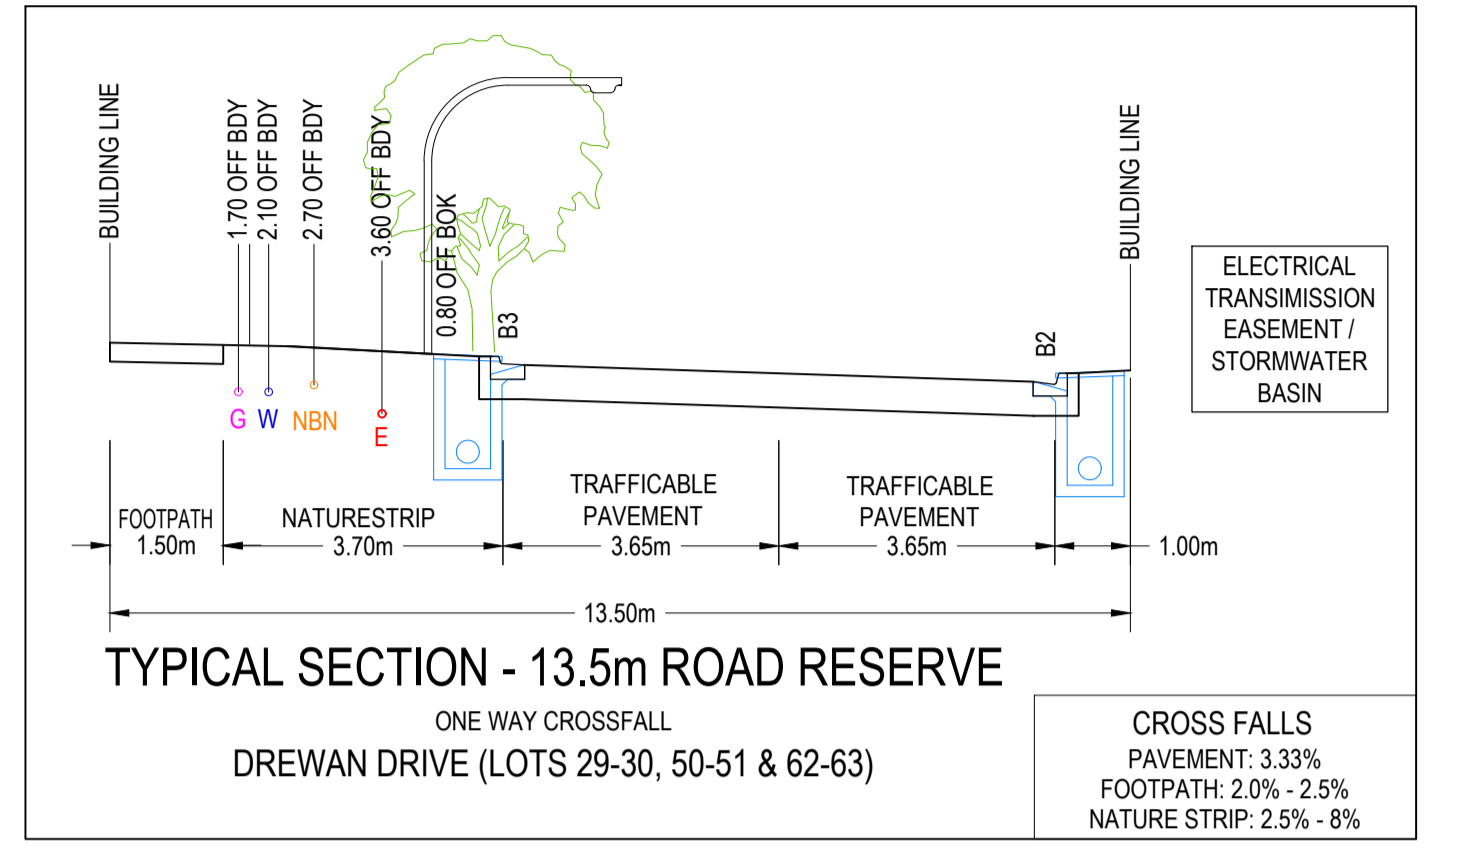 BUILDING LINE
1.70 OFF BDY
2.10 OFF BDY
2.70 OFF BDY
3.60 OFF BDY
0.80 OFF BOK
B3
B2
BUILDING LINE
ELECTRICAL
TRANSIMISSION
EASEMENT /
STORMWATER
BASIN
G
W
NBN
E
FOOTPATH
1.50m
NATURESTRIP
3.70m
TRAFFICABLE
PAVEMENT
3.65m
TRAFFICABLE
PAVEMENT
3.65m
1.00m
13.50m
TYPICAL SECTION - 13.5m ROAD RESERVE
ONE WAY CROSSFALL
DREWAN DRIVE (LOTS 29-30, 50-51 & 62-63)
CROSS FALLS
PAVEMENT: 3.33%
FOOTPATH: 2.0% - 2.5%
NATURE STRIP: 2.5% - 8%